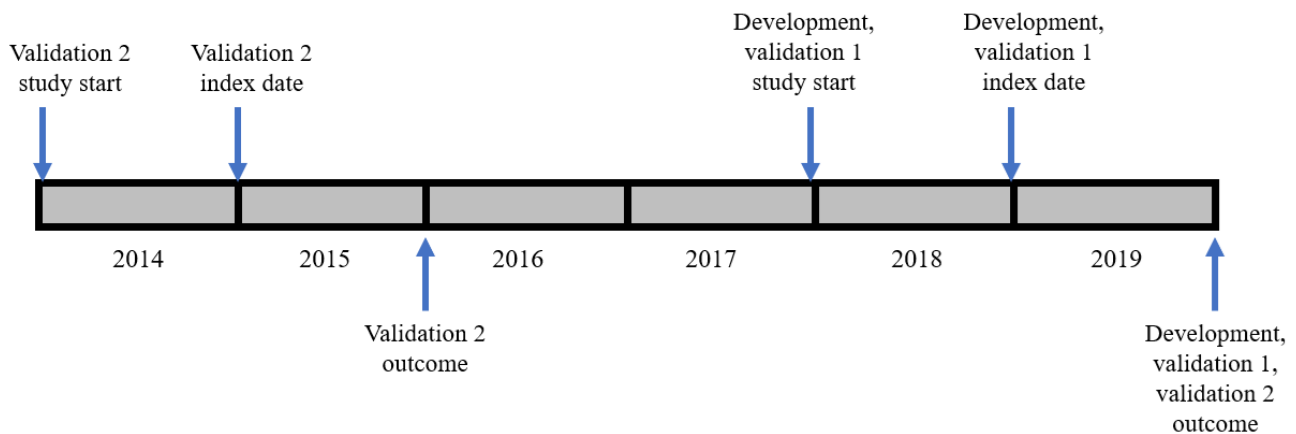 Validation 2
study start
Validation 2
index date
Development,
validation 1
study start
Development,
validation 1
index date
2014
2015
2016
2017
2018
2019
Validation 2
outcome
Development,
validation 1,
validation 2
outcome